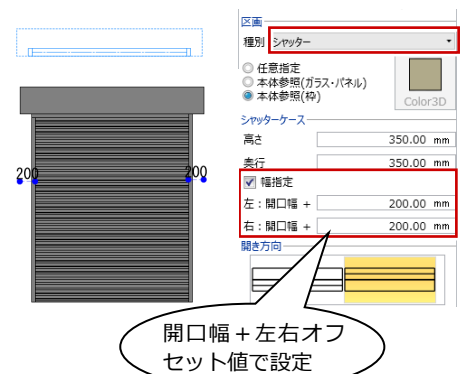 区画
種別 シャッター
任意指定
本体参照(ガラス・パネル)
本体参照(枠)
Color3D
シャッターケース
高さ 350.00 mm
奥行 350.00 mm
幅指定
左：開口幅 + 200.00 mm
右：開口幅 + 200.00 mm
開き方向
200 200
開口幅＋左右オフ
セット値で設定